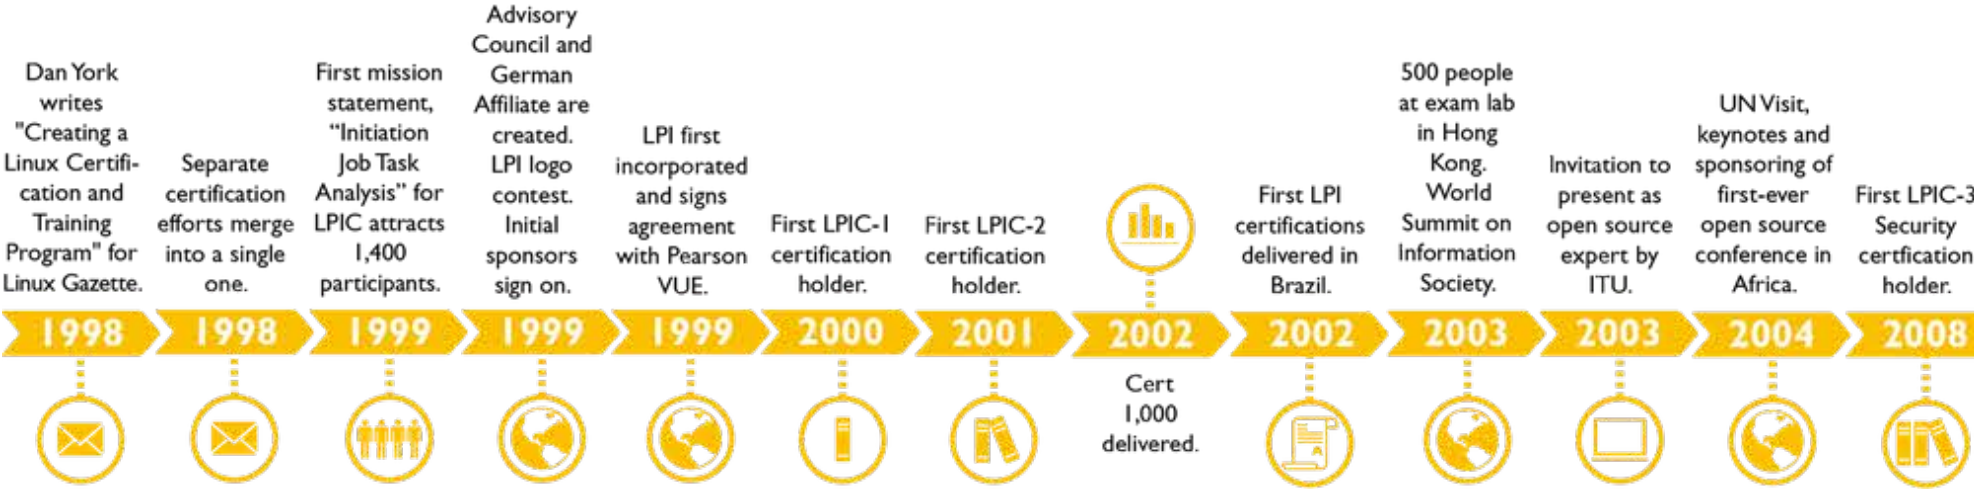 Dan York
writes
"Creating a
Linux Certifi-
cation and
Training
Program" for
Linux Gazette.
1998
Separate
certification
efforts merge
into a single
one.
1998
First mission
statement,
“Initiation
Job Task
Analysis” for
LPIC attracts
1,400
participants.
1999
Advisory
Council and
German
Affiliate are
created.
LPI logo
contest.
Initial
sponsors
sign on.
1999
LPI first
incorporated
and signs
agreement
with Pearson
VUE.
1999
First LPIC-1
certification
holder.
2000
First LPIC-2
certification
holder.
2001
2002
Cert
1,000
delivered.
First LPI
certifications
delivered in
Brazil.
2002
500 people
at exam lab
in Hong
Kong.
World
Summit on
Information
Society.
2003
Invitation to
present as
open source
expert by
ITU.
2003
UN Visit,
keynotes and
sponsoring of
first-ever
open source
conference in
Africa.
2004
First LPIC-3
Security
certfication
holder.
2008